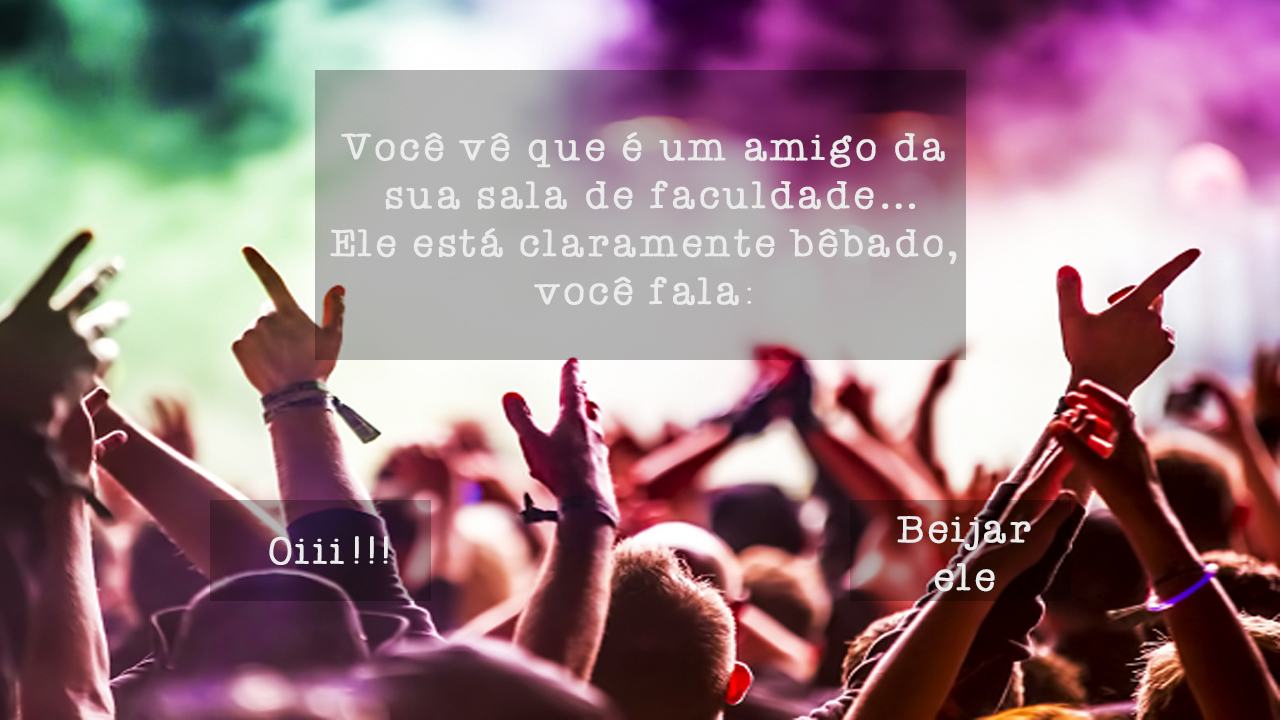 Você vê que é um amigo da
sua sala de faculdade...
Ele está claramente bêbado,
você fala:
Oiii!!!
Beijar
ele